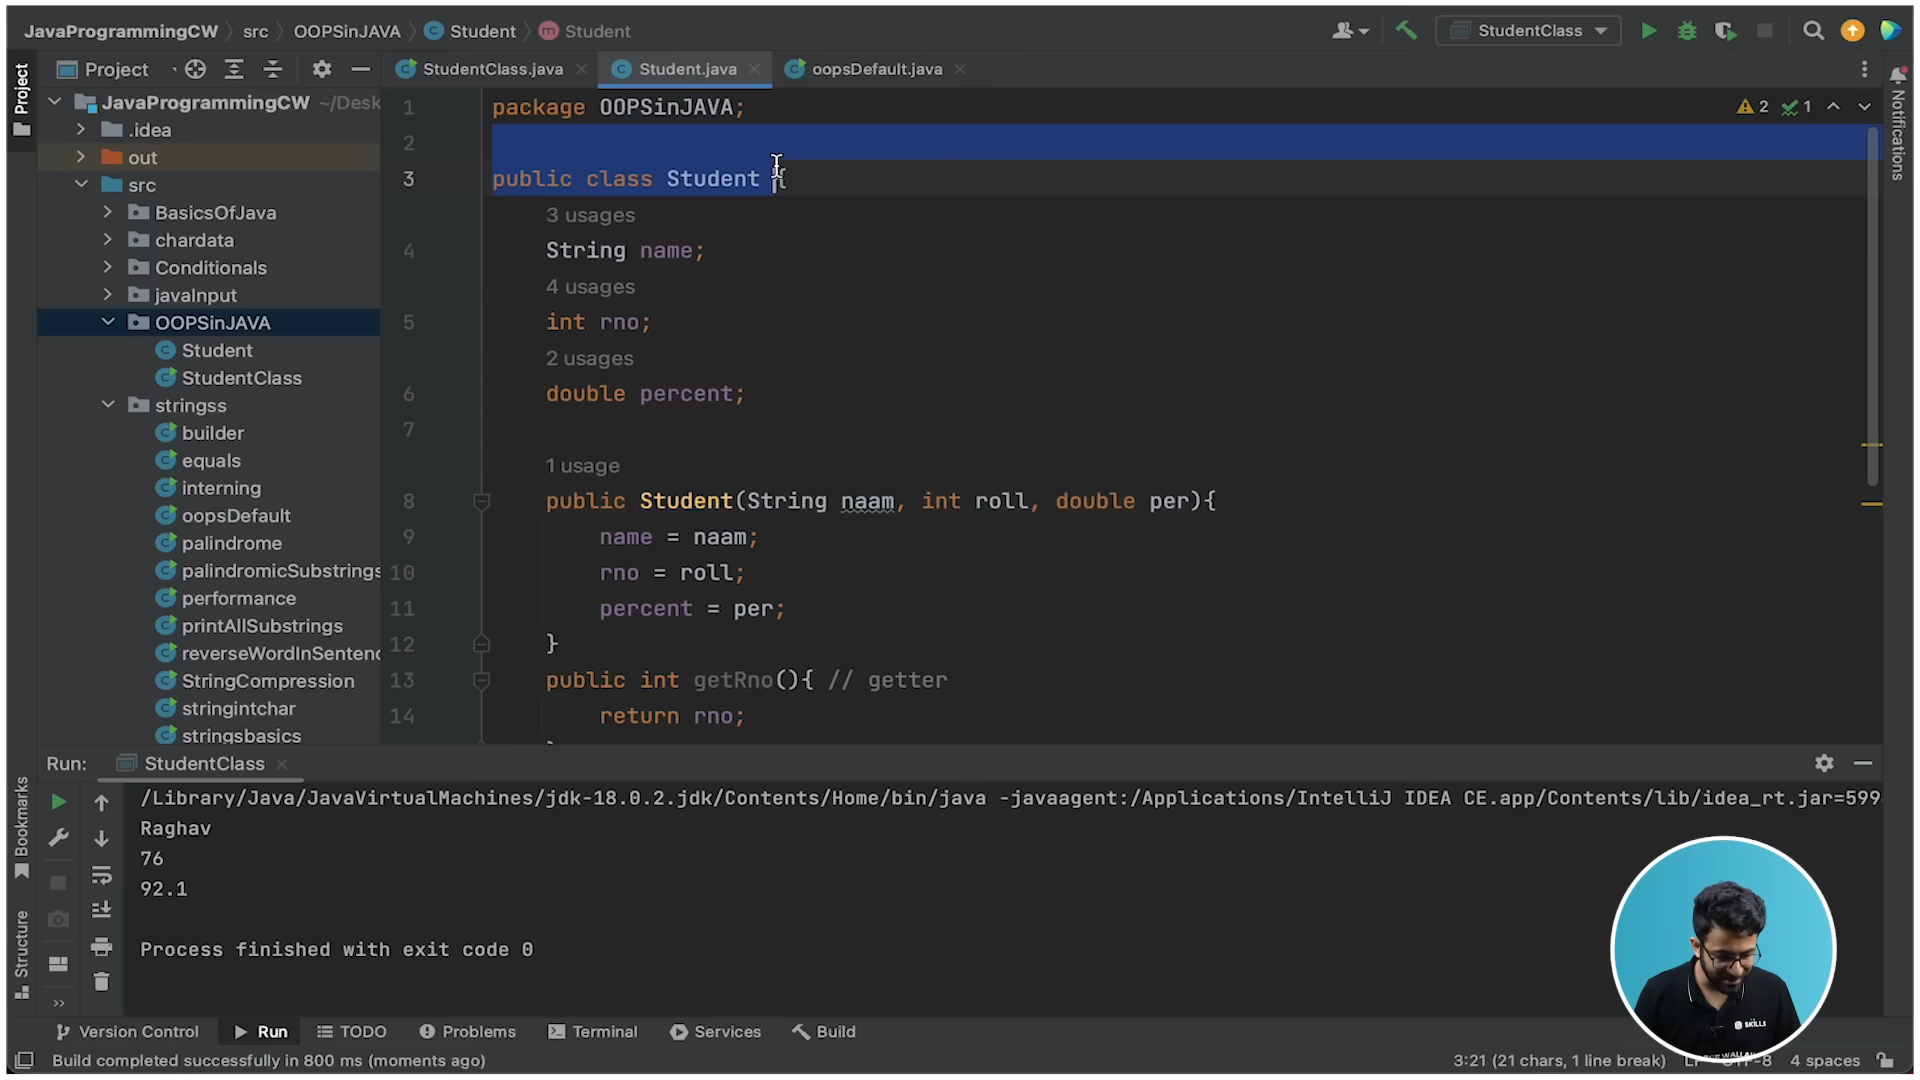 JavaProgrammingCW src OOPSinJAVA Student Student
StudentClass
Project
StudentClass.java Student.java oopsDefault.java
Project
Notifications
JavaProgrammingCW ~/Desk
.idea
out
src
BasicsOfJava
chardata
Conditionals
javaInput
OOPSinJAVA
Student
StudentClass
stringss
builder
equals
interning
oopsDefault
palindrome
palindromicSubstrings
performance
printAllSubstrings
reverseWordInSentenc
StringCompression
stringintchar
stringsbasics
2 1
1 package OOPSinJAVA;
2
3 public class Student {
3 usages
4 String name;
4 usages
5 int rno;
2 usages
6 double percent;
7
1 usage
8 public Student(String naam, int roll, double per){
9 name = naam;
10 rno = roll;
11 percent = per;
12 }
13 public int getRno(){ // getter
14 return rno;
Run: StudentClass
/Library/Java/JavaVirtualMachines/jdk-18.0.2.jdk/Contents/Home/bin/java -javaagent:/Applications/IntelliJ IDEA CE.app/Contents/lib/idea_rt.jar=599
Raghav
76
92.1
Process finished with exit code 0
Bookmarks
Structure
SKILLS
Version Control Run TODO Problems Terminal Services Build
Build completed successfully in 800 ms (moments ago)
3:21 (21 chars, 1 line break) LF UTF-8 4 spaces